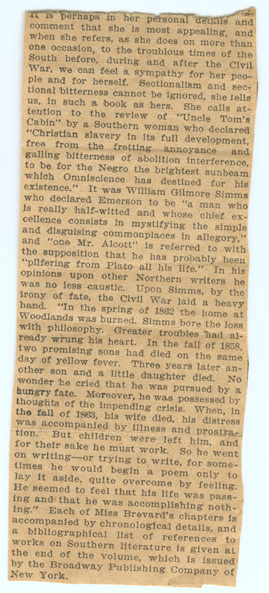 It is perhaps in her personal details and
comment that she is most appealing, and
when she refers, as she does on more than
one occasion, to the troublous times of the
South before, during and after the Civil
War, we can feel a sympathy for her peo-
ple and for herself. Sectionalism and sec-
tional bitterness cannot be ignored, she tells
us, in such a book as hers. She calls at-
tention to the review of "Uncle Tom's
Cabin" by a Southern woman who declared
"Christian slavery in its full development,
free from the fretting annoyance and
galling bitterness of abolition interference,
to be for the Negro the brightest sunbeam
which Omniscience has destined for his
existence." It was William Gilmore Simms
who declared Emerson to be "a man who
is really half-witted and whose chief ex-
cellence consists in mystifying the simple
and disguising commonplaces in allegory,"
and "one Mr. Alcott" is referred to with
the supposition that he has probably been
"pilfering from Plato all his life." In his
opinions upon other Northern writers he
was no less caustic. Upon Simms, by the
irony of fate, the Civil War laid a heavy
hand. "In the spring of 1862 the home at
Woodlands was burned. Simms bore the loss
with philosophy. Greater troubles had al-
ready wrung his heart. In the fall of 1858,
two promising sons had died on the same
day of yellow fever. Three years later an-
other son and a little daughter died. No
wonder he cried that he was pursued by a
hungry fate. Moreover, he was possessed by
thoughts of the impending crisis. When, in
the fall of 1863, his wife died, his distress
was accompanied by illness and prostra-
tion. But children were left him, and
for their sake he must work. So he went
on writing—or trying to write, for some-
times he would begin a poem only to
lay it aside, quite overcome by feeling.
He seemed to feel that his life was pass-
ing and that he was accomplishing noth-
ing." Each of Miss Brevard's chapters is
accompanied by chronological details, and
a bibliographical list of references to
works on Southern literature is given at
the end of the volume, which is issued
by the Broadway Publishing Company of
New York.